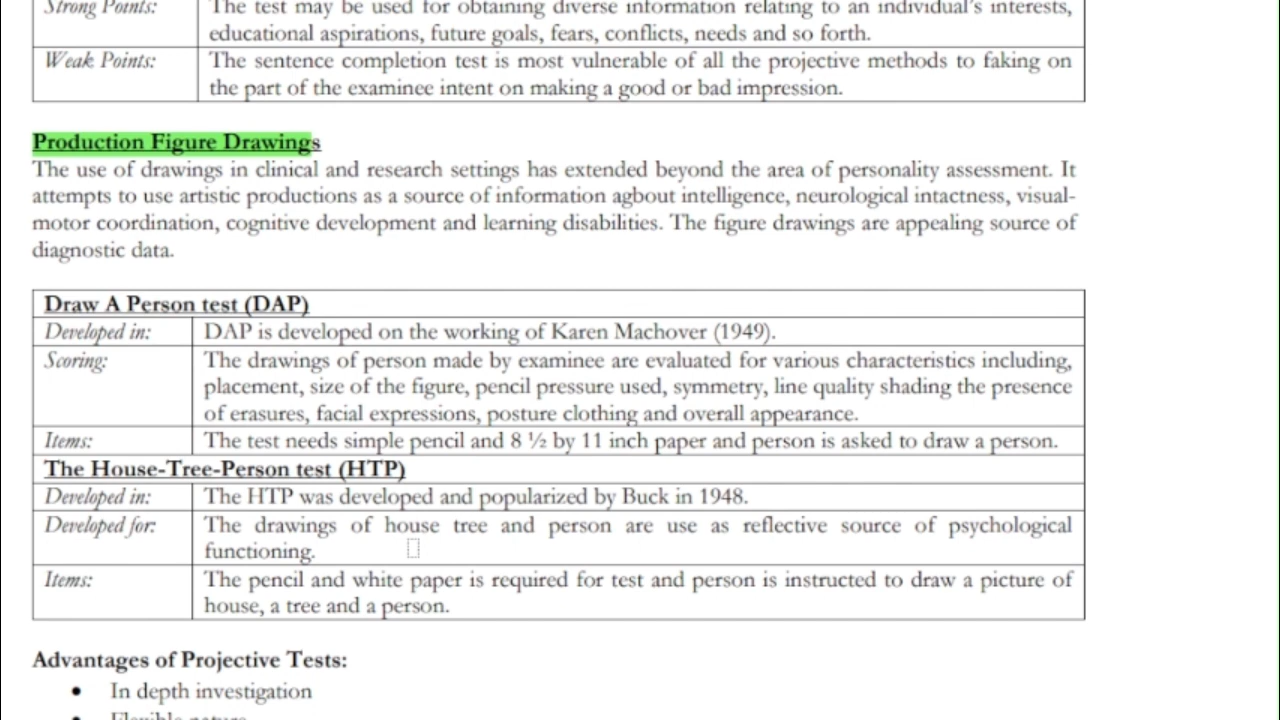 Strong Points: The test may be used for obtaining diverse information relating to an individual's interests,
educational aspirations, future goals, fears, conflicts, needs and so forth.
Weak Points: The sentence completion test is most vulnerable of all the projective methods to faking on
the part of the examinee intent on making a good or bad impression.
Production Figure Drawings
The use of drawings in clinical and research settings has extended beyond the area of personality assessment. It
attempts to use artistic productions as a source of information agbout intelligence, neurological intactness, visual-
motor coordination, cognitive development and learning disabilities. The figure drawings are appealing source of
diagnostic data.
Draw A Person test (DAP)
Developed in: DAP is developed on the working of Karen Machover (1949).
Scoring: The drawings of person made by examinee are evaluated for various characteristics including,
placement, size of the figure, pencil pressure used, symmetry, line quality shading the presence
of erasures, facial expressions, posture clothing and overall appearance.
Items: The test needs simple pencil and 8 ½ by 11 inch paper and person is asked to draw a person.
The House-Tree-Person test (HTP)
Developed in: The HTP was developed and popularized by Buck in 1948.
Developed for: The drawings of house tree and person are use as reflective source of psychological
functioning.
Items: The pencil and white paper is required for test and person is instructed to draw a picture of
house, a tree and a person.
Advantages of Projective Tests:
• In depth investigation
• Flexible nature